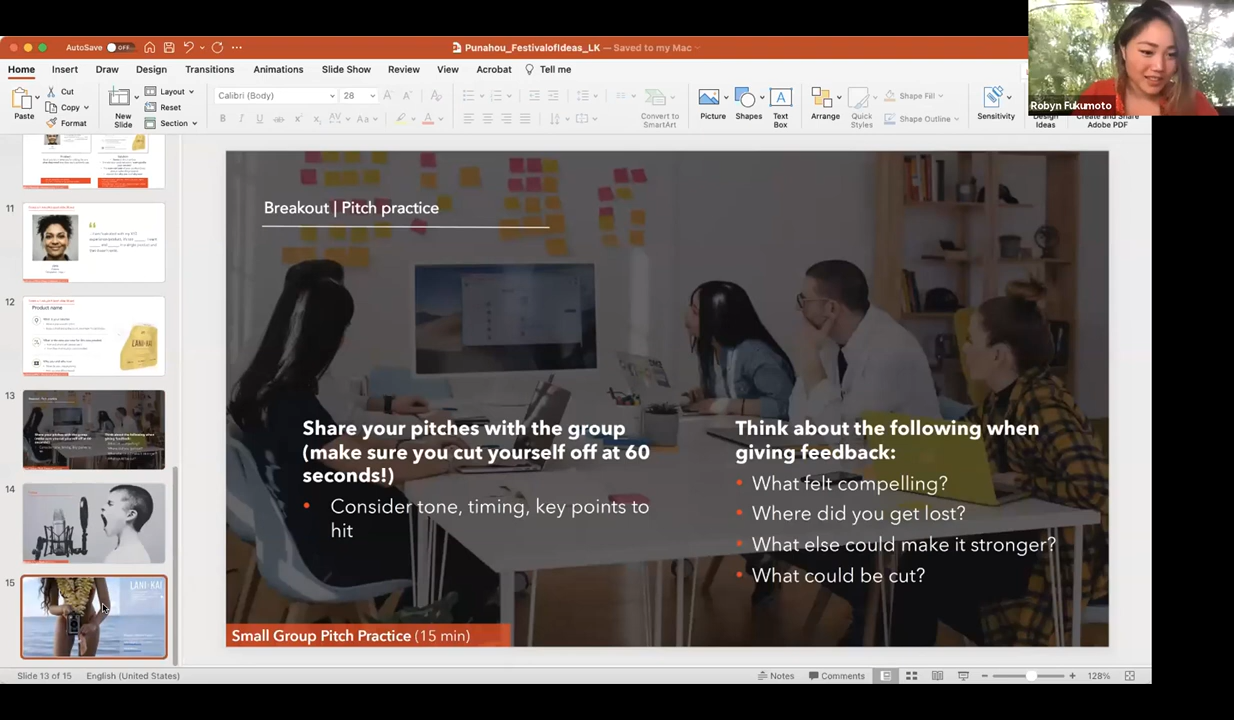 AutoSave OFF
Punahou_FestivalofIdeas_LK — Saved to my Mac
Robyn Fukumoto
Home Insert Draw Design Transitions Animations Slide Show Review View Acrobat Tell me
Paste
Cut
Copy
Format
New Slide
Layout
Reset
Section
Calibri (Body) 28
Convert to SmartArt
Picture
Shapes
Text Box
Arrange
Quick Styles
Shape Fill
Shape Outline
Sensitivity
Design Ideas
Create and Share Adobe PDF
11
12
Product name
LANI-KAI
13
14
15
LANI-KAI
Breakout | Pitch practice
Share your pitches with the group
(make sure you cut yourself off at 60
seconds!)
• Consider tone, timing, key points to
hit
Think about the following when
giving feedback:
• What felt compelling?
• Where did you get lost?
• What else could make it stronger?
• What could be cut?
Small Group Pitch Practice (15 min)
Slide 13 of 15 English (United States) Notes Comments 128%